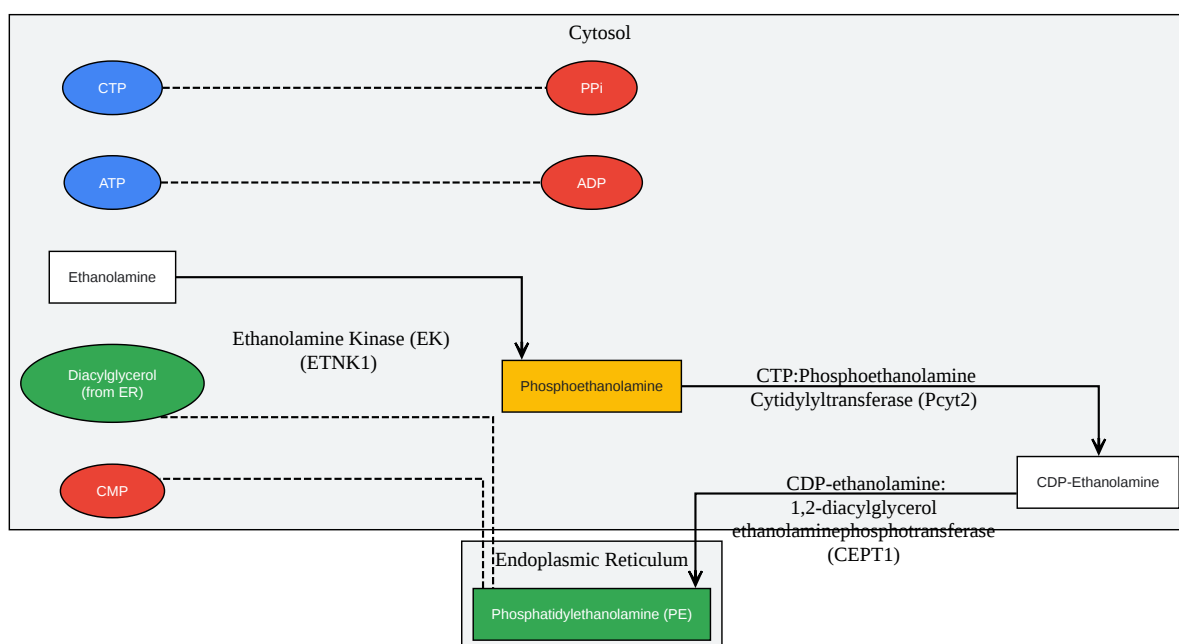 Cytosol
CTP
PPi
ATP
ADP
Ethanolamine
Ethanolamine Kinase (EK)
(ETNK1)
Diacylglycerol
(from ER)
Phosphoethanolamine
CTP:Phosphoethanolamine
Cytidylyltransferase (Pcyt2)
CMP
CDP-Ethanolamine
CDP-ethanolamine:
1,2-diacylglycerol
ethanolaminephosphotransferase
(CEPT1)
Endoplasmic Reticulum
Phosphatidylethanolamine (PE)